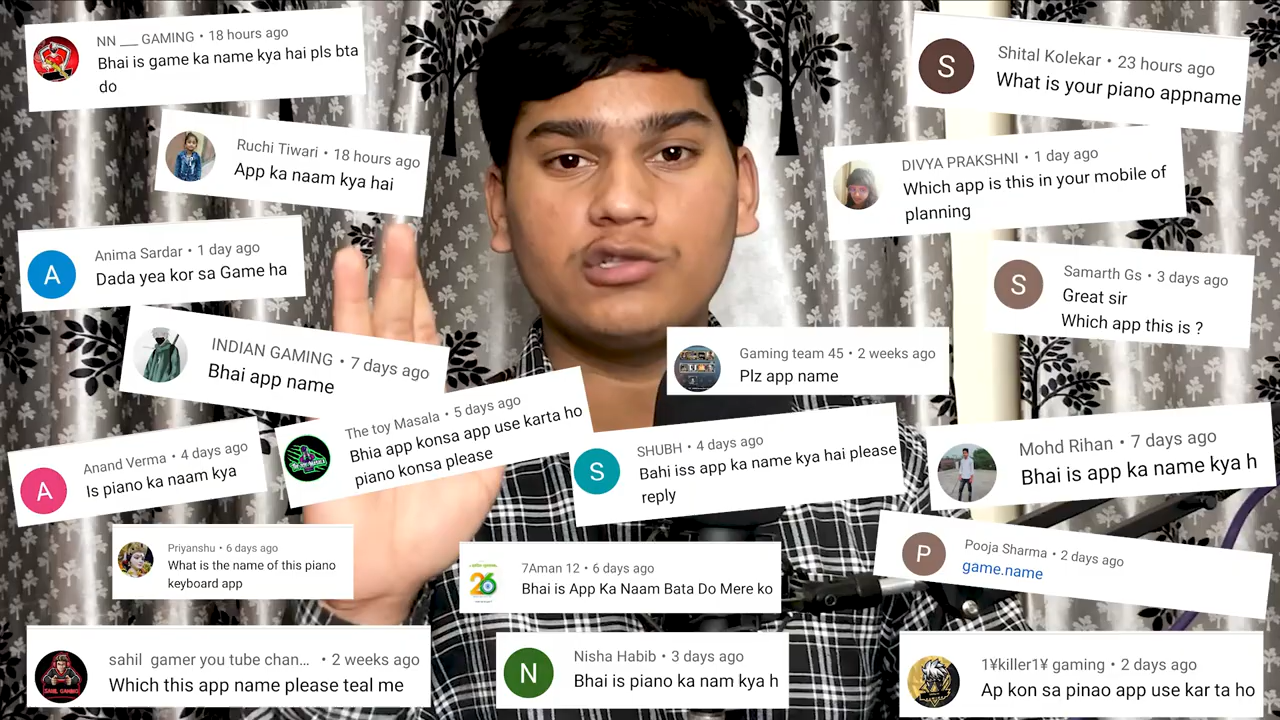 NN ___ GAMING • 18 hours ago
Bhai is game ka name kya hai pls bta
do
Shital Kolekar • 23 hours ago
What is your piano appname
Ruchi Tiwari • 18 hours ago
App ka naam kya hai
DIVYA PRAKSHNI • 1 day ago
Which app is this in your mobile of
planning
Anima Sardar • 1 day ago
Dada yea kor sa Game ha
Samarth Gs • 3 days ago
Great sir
Which app this is ?
INDIAN GAMING • 7 days ago
Bhai app name
Gaming team 45 • 2 weeks ago
Plz app name
The toy Masala • 5 days ago
Bhia app konsa app use karta ho
piano konsa please
Anand Verma • 4 days ago
Is piano ka naam kya
SHUBH • 4 days ago
Bahi iss app ka name kya hai please
reply
Mohd Rihan • 7 days ago
Bhai is app ka name kya h
Priyanshu • 6 days ago
What is the name of this piano
keyboard app
7Aman 12 • 6 days ago
Bhai is App Ka Naam Bata Do Mere ko
Pooja Sharma • 2 days ago
game.name
sahil gamer you tube chan... • 2 weeks ago
Which this app name please teal me
Nisha Habib • 3 days ago
Bhai is piano ka nam kya h
1¥killer1¥ gaming • 2 days ago
Ap kon sa pinao app use kar ta ho
A
S
S
A
S
P
N
26
SAHIL GAMING